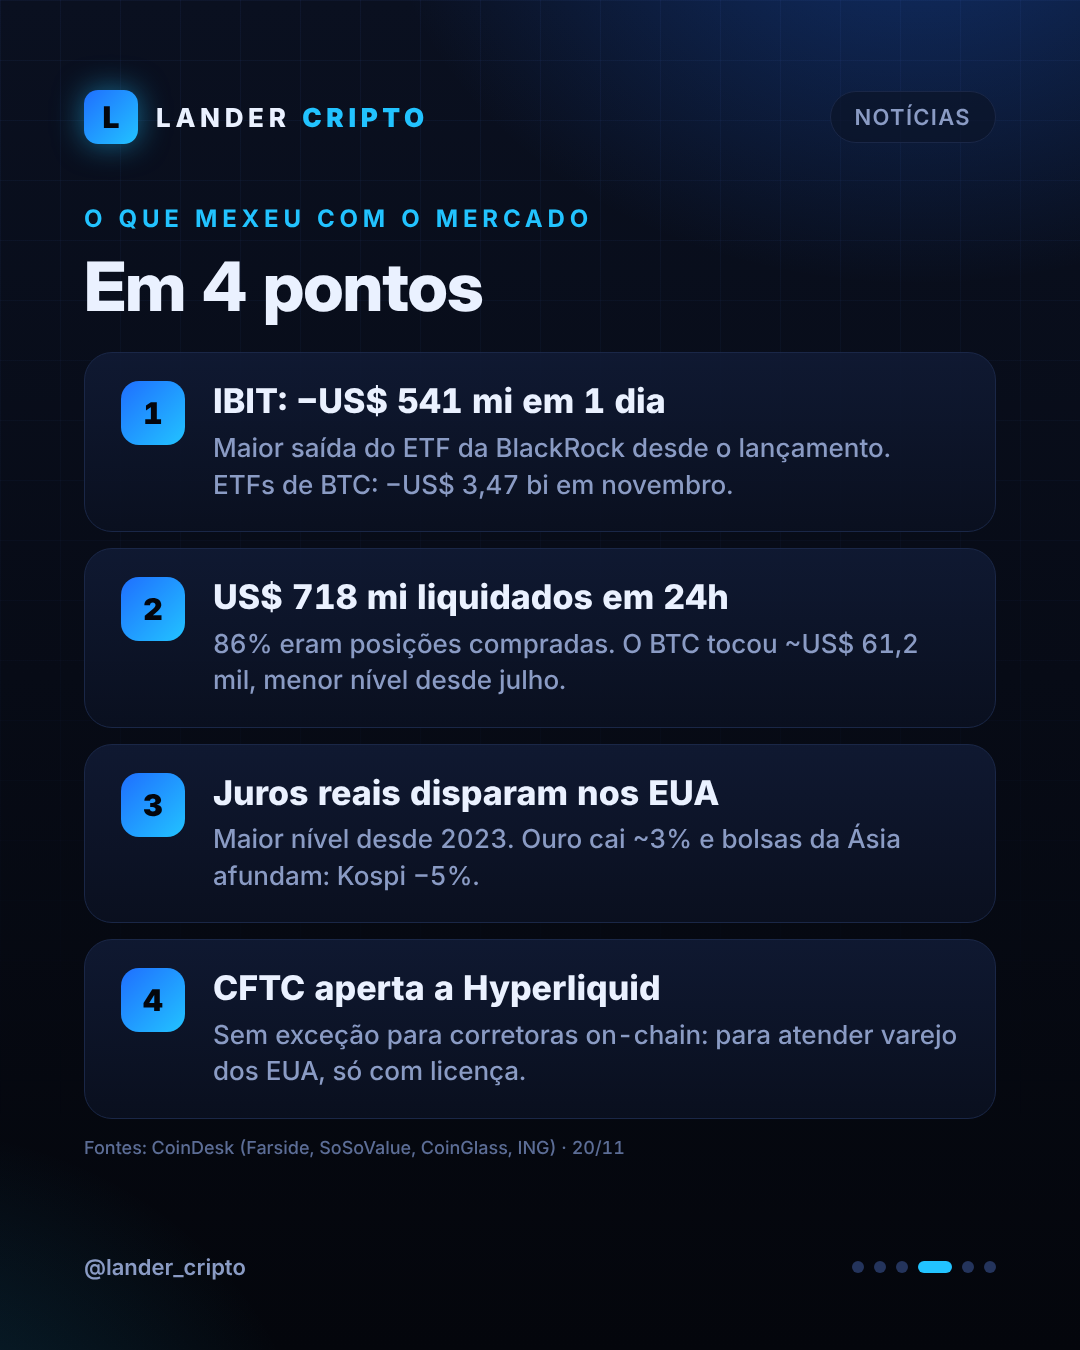 L LANDER CRIPTO
NOTÍCIAS
O QUE MEXEU COM O MERCADO
Em 4 pontos
1
IBIT: −US$ 541 mi em 1 dia
Maior saída do ETF da BlackRock desde o lançamento.
ETFs de BTC: −US$ 3,47 bi em novembro.
2
US$ 718 mi liquidados em 24h
86% eram posições compradas. O BTC tocou ~US$ 61,2
mil, menor nível desde julho.
3
Juros reais disparam nos EUA
Maior nível desde 2023. Ouro cai ~3% e bolsas da Ásia
afundam: Kospi −5%.
4
CFTC aperta a Hyperliquid
Sem exceção para corretoras on-chain: para atender varejo
dos EUA, só com licença.
Fontes: CoinDesk (Farside, SoSoValue, CoinGlass, ING) · 20/11
@lander_cripto